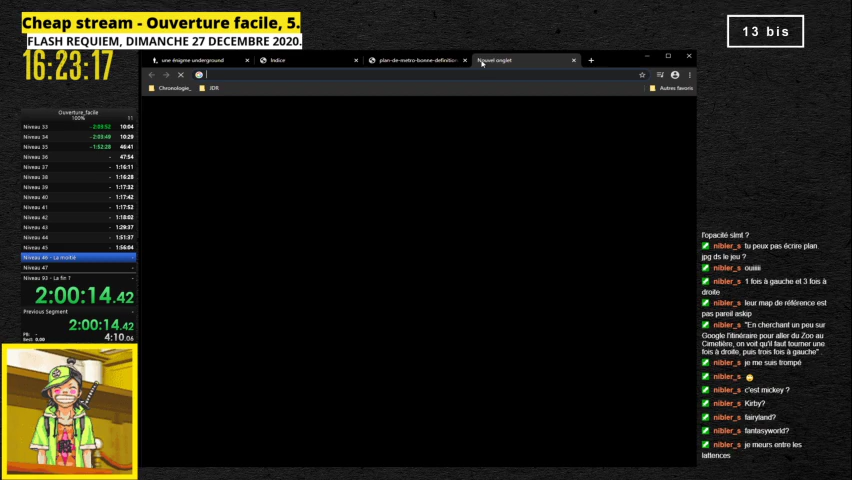 Cheap stream - Ouverture facile, 5.
FLASH REQUIEM, DIMANCHE 27 DECEMBRE 2020.
16:23:17
13 bis
une énigme underground
Indice
plan-de-metro-bonne-definition
Nouvel onglet
Chronologie_
JDR
Autres favoris
Ouverture_facile
100% 11
Niveau 33 -2:03:52 10:04
Niveau 34 -2:03:49 10:29
Niveau 35 -1:52:28 46:41
Niveau 36 - 47:54
Niveau 37 - 1:16:11
Niveau 38 - 1:16:28
Niveau 39 - 1:17:32
Niveau 40 - 1:17:42
Niveau 41 - 1:17:52
Niveau 42 - 1:18:02
Niveau 43 - 1:29:37
Niveau 44 - 1:51:37
Niveau 45 - 1:56:04
Niveau 46 - La moitié -
Niveau 47 -
Niveau 93 - La fin ? -
2:00:14.42
Previous Segment -
2:00:14.42
PB: -
Best: 0.00
4:10.06
l'opacité slmt ?
nibler_s tu peux pas écrire plan
jpg ds le jeu ?
nibler_s ouiiiii
nibler_s 1 fois à gauche et 3 fois à
droite
nibler_s leur map de référence est
pas pareil askip
nibler_s "En cherchant un peu sur
Google l'itinéraire pour aller du Zoo au
Cimetière, on voit qu'il faut tourner une
fois à droite, puis trois fois à gauche"
nibler_s je me suis trompé
nibler_s
nibler_s c'est mickey ?
nibler_s Kirby?
nibler_s fairyland?
nibler_s fantasyworld?
nibler_s je meurs entre les
lattences